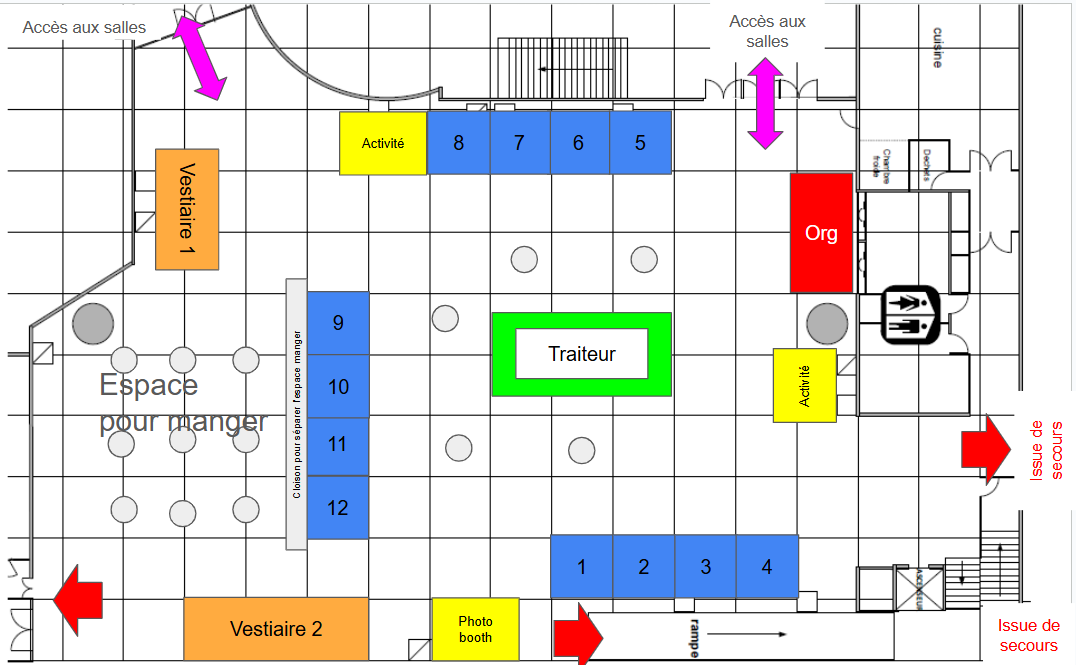 Accès aux salles
Accès aux
salles
cuisine
Activité
8
7
6
5
Chambre
froide
Déchets
Vestiaire 1
Org
9
10
11
12
Cloison pour séparer l'espace manger
Traiteur
Activité
Espace
pour manger
Issue de
secours
1
2
3
4
ASCENSEUR
Vestiaire 2
Photo
booth
rampe
Issue de
secours